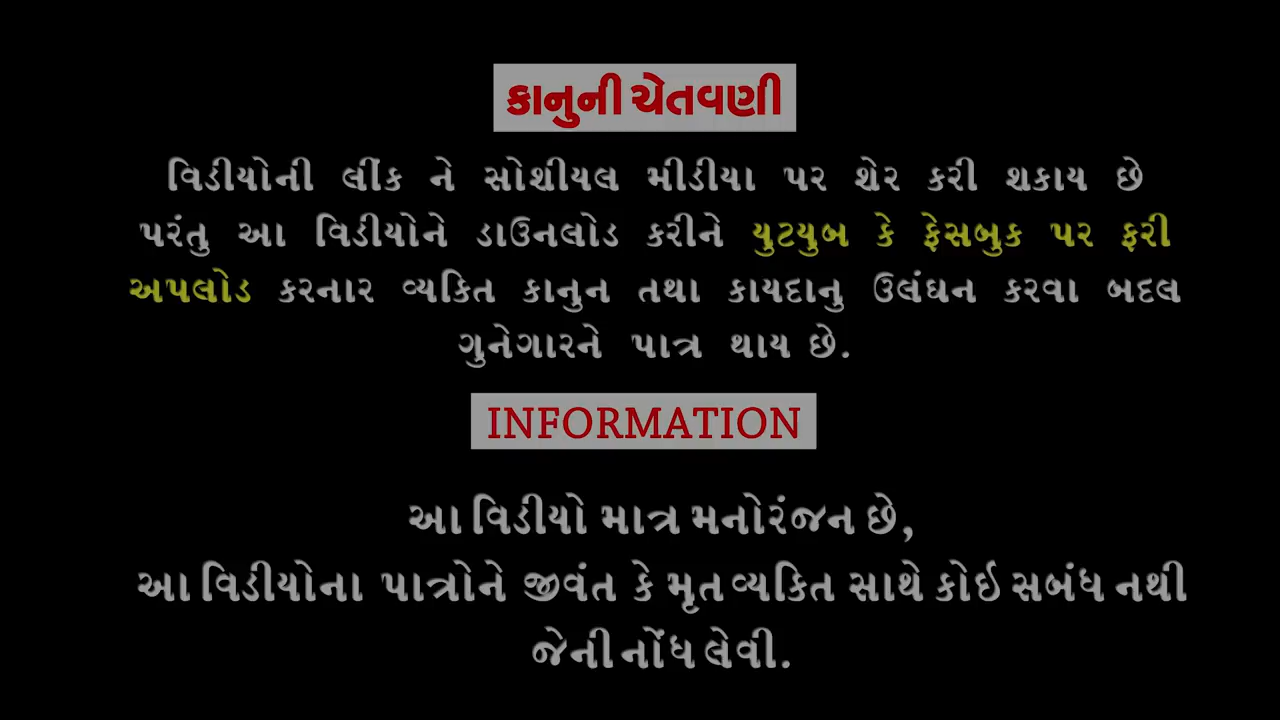 કાનુની ચેતવણી
વિડીયોની લીંક ને સોશીયલ મીડીયા પર શેર કરી શકાય છે
પરંતુ આ વિડીયોને ડાઉનલોડ કરીને યુટયુબ કે ફેસબુક પર ફરી
અપલોડ કરનાર વ્યકિત કાનુન તથા કાયદાનુ ઉલંઘન કરવા બદલ
ગુનેગારને પાત્ર થાય છે.
INFORMATION
આ વિડીયો માત્ર મનોરંજન છે,
આ વિડીયોના પાત્રોને જીવંત કે મૃત વ્યકિત સાથે કોઇ સબંધ નથી
જેની નોંધ લેવી.